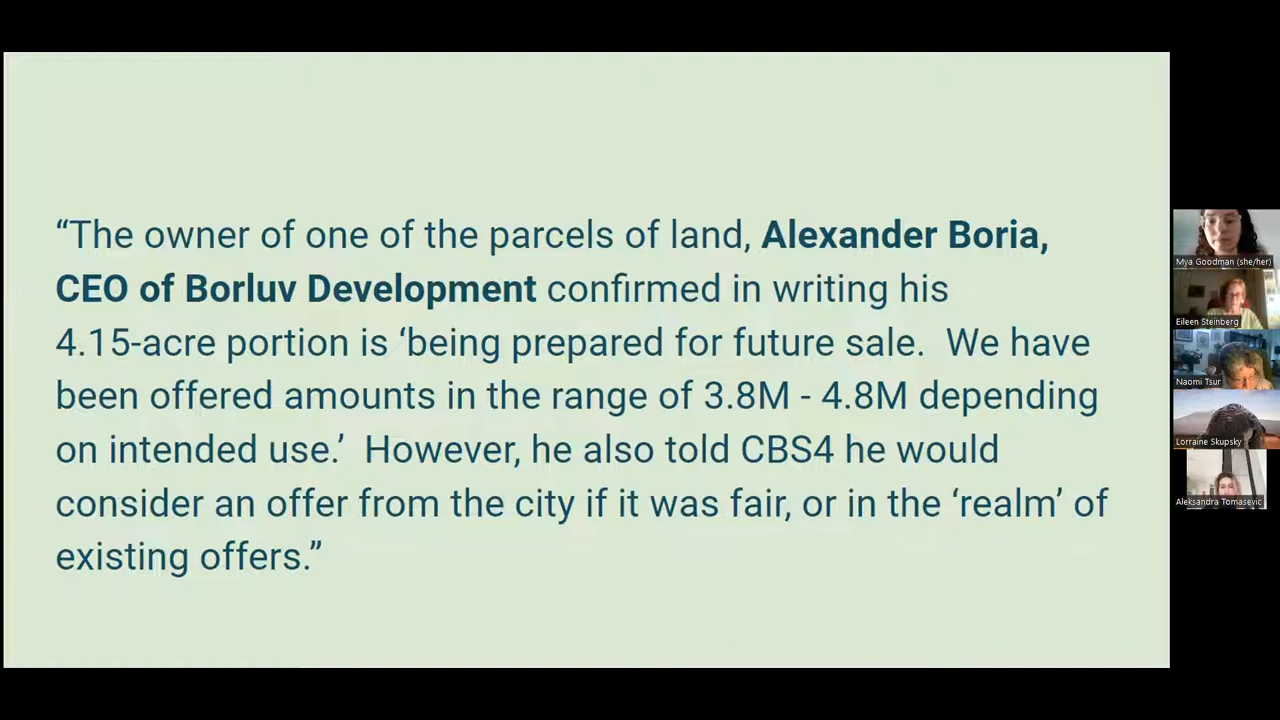 “The owner of one of the parcels of land, Alexander Boria,
CEO of Borluv Development confirmed in writing his
4.15-acre portion is ‘being prepared for future sale.  We have
been offered amounts in the range of 3.8M - 4.8M depending
on intended use.’  However, he also told CBS4 he would
consider an offer from the city if it was fair, or in the ‘realm’ of
existing offers.”
Mya Goodman (she/her)
Eileen Steinberg
Naomi Tsur
Lorraine Skupsky
Aleksandra Tomasevic